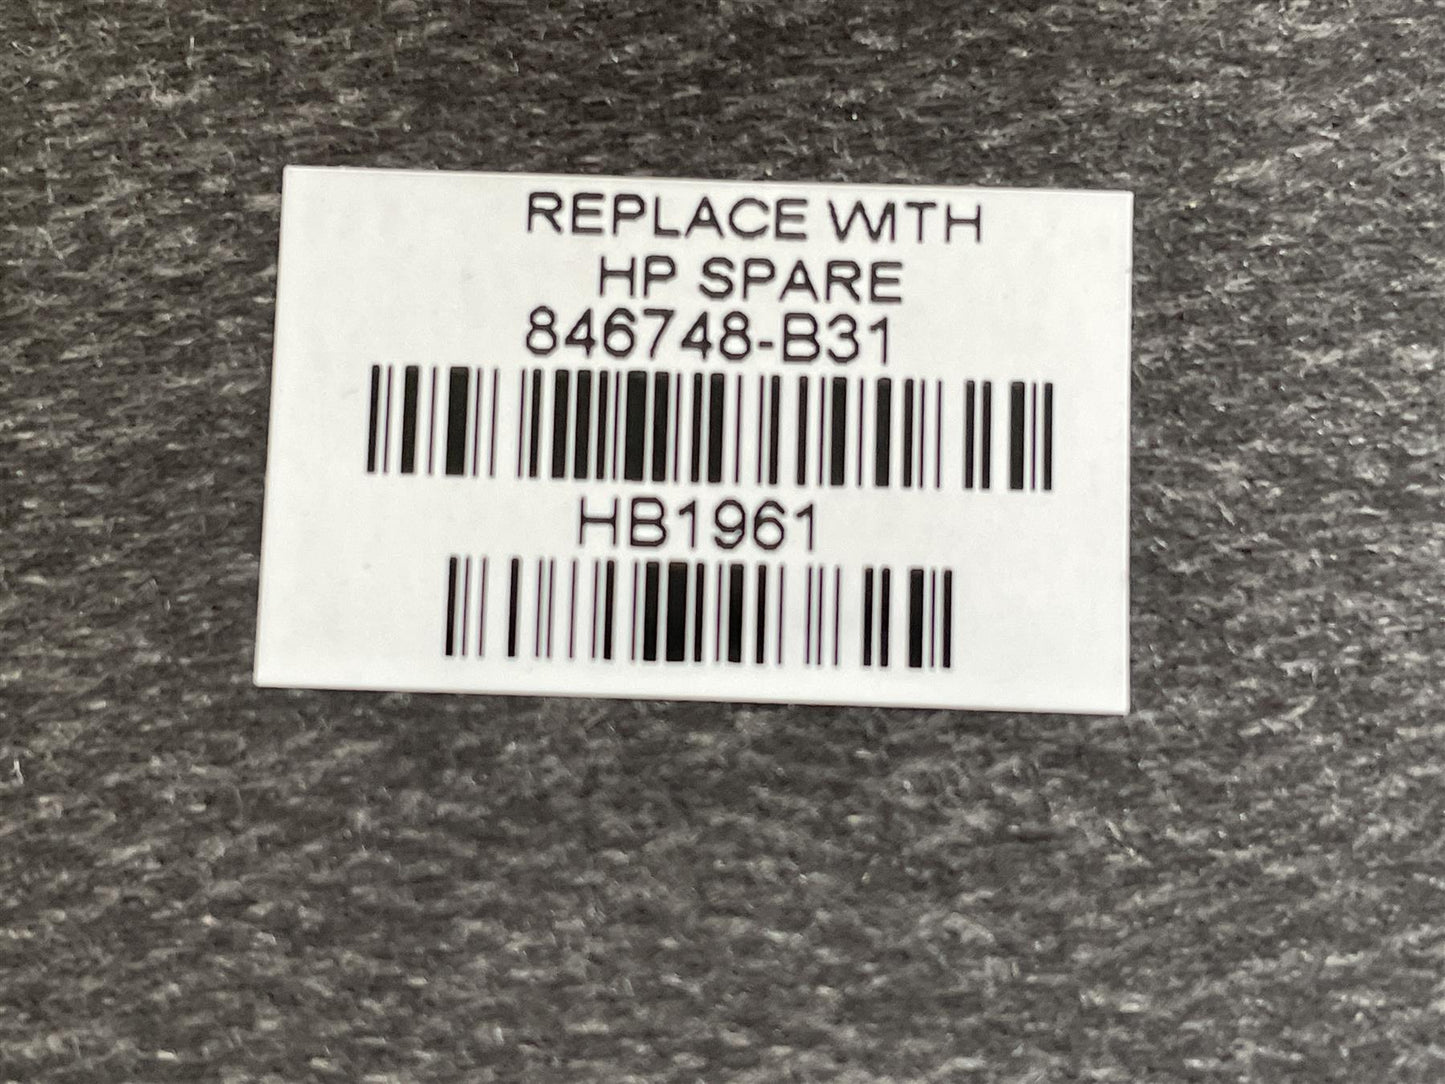 REPLACE WITH
HP SPARE
846748-B31
HB1961